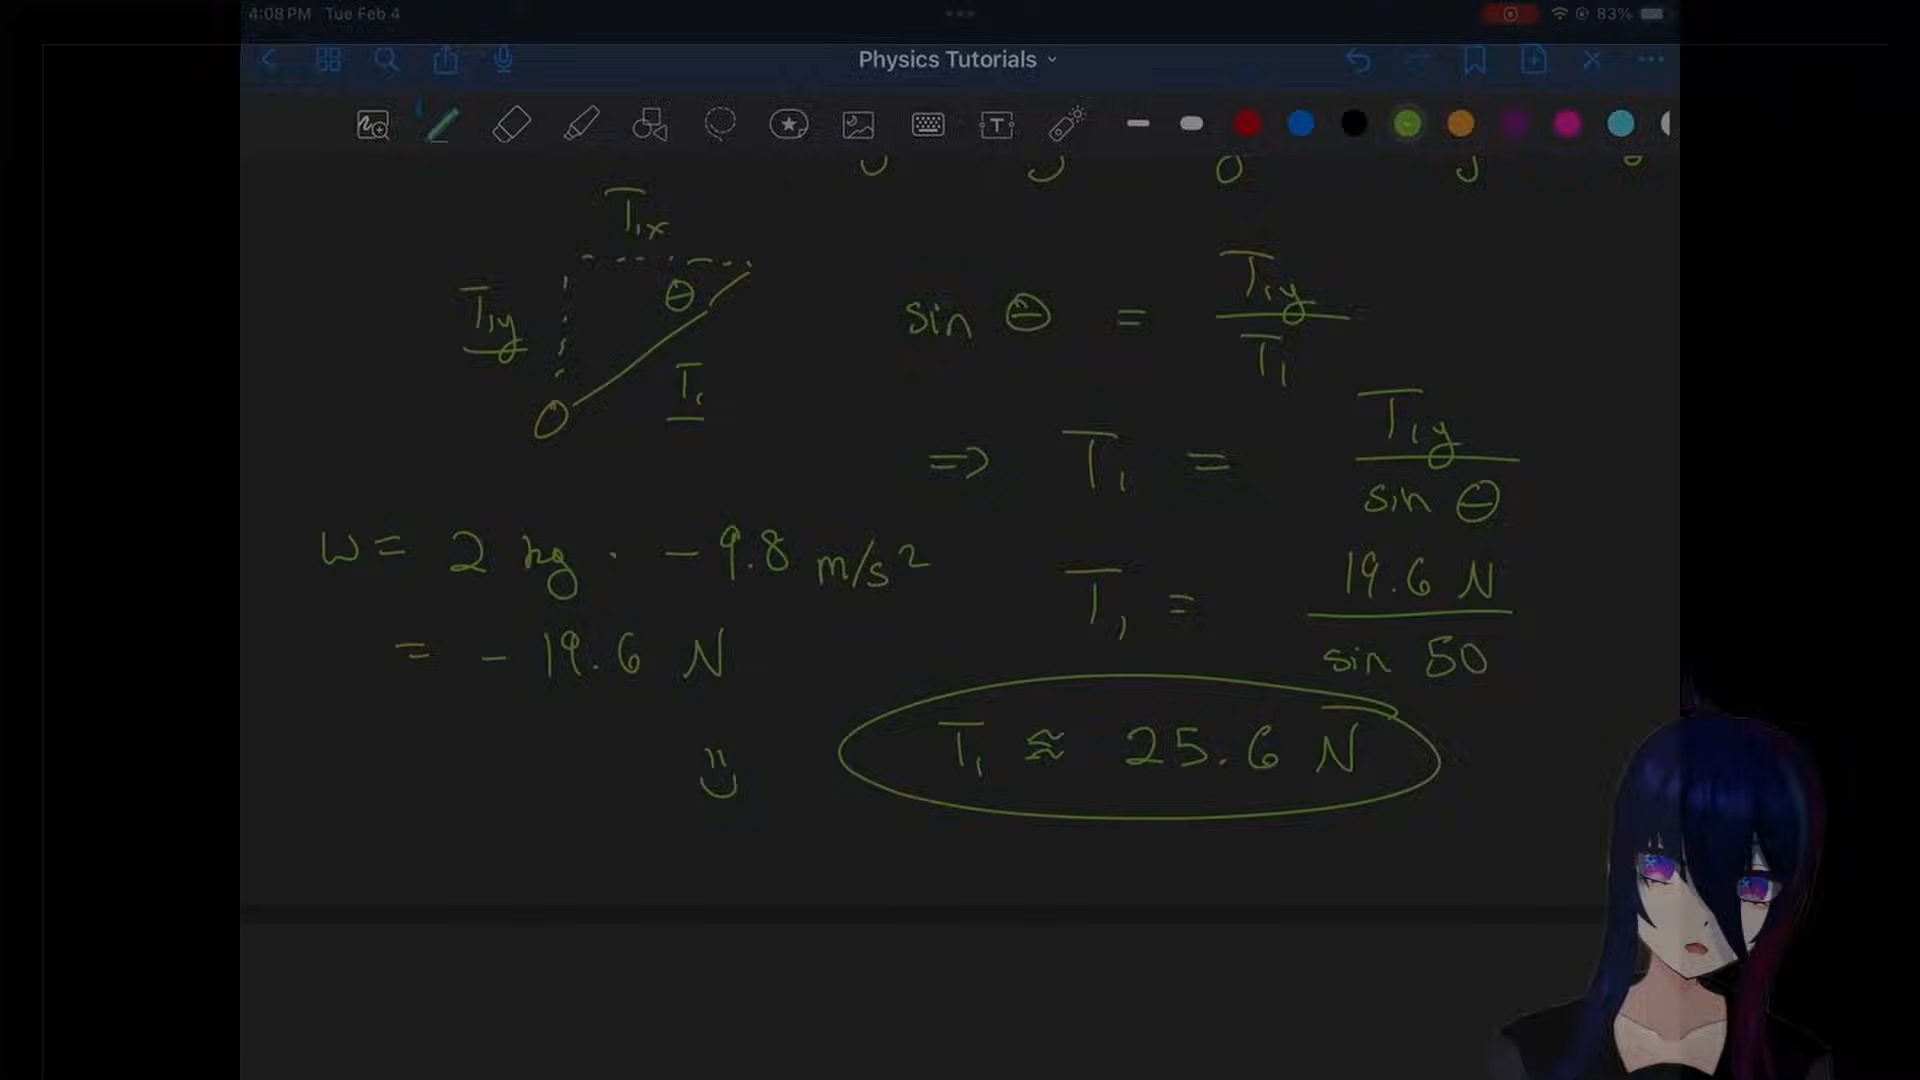 4:08 PM Tue Feb 4
83%
Physics Tutorials
T
T₁ₓ
θ
T₁y
T₁
sin θ = T₁y / T₁
⇒ T₁ = T₁y / sin θ
W = 2 kg · - 9.8 m/s²
= - 19.6 N
T₁ = 19.6 N / sin 50
T₁ ≈ 25.6 N